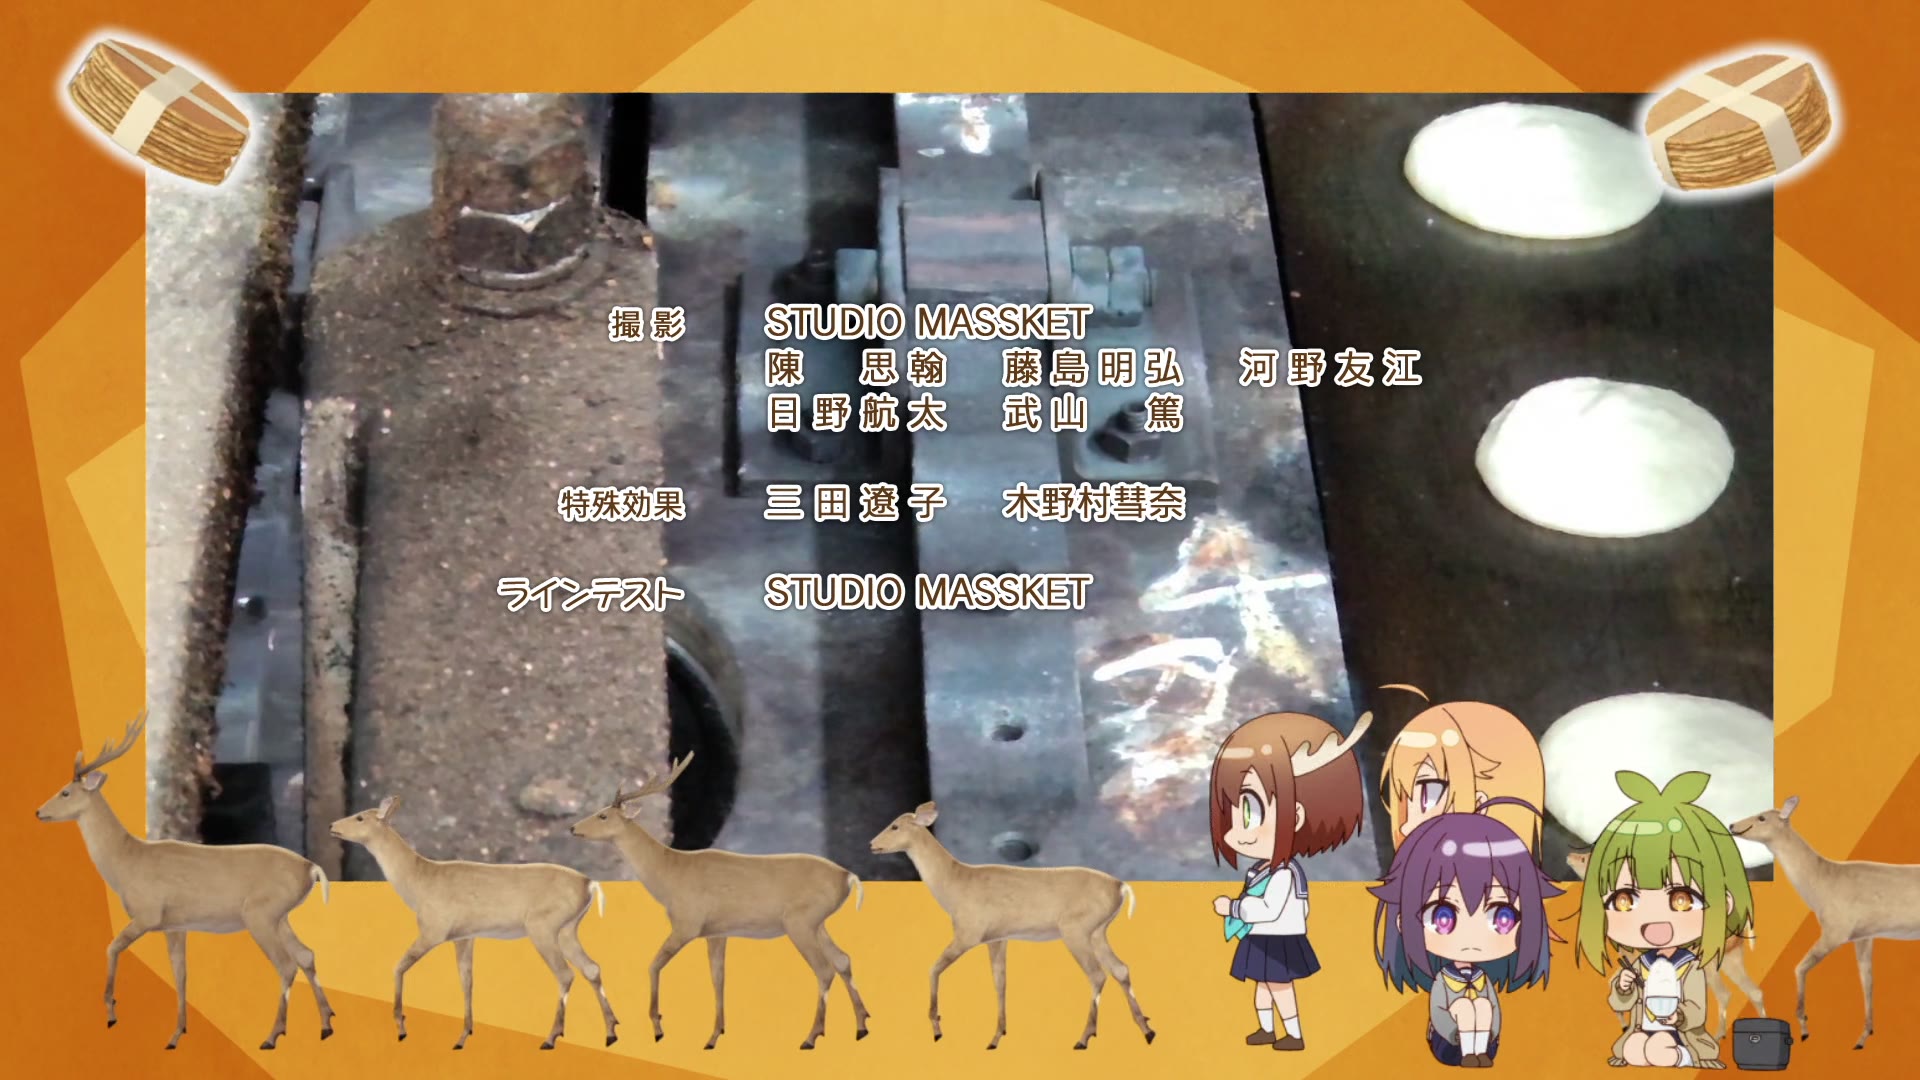 撮影 STUDIO MASSKET
陳 思翰 藤島明弘 河野友江
日野航太 武山 篤
特殊効果 三田遼子 木野村彗奈
ラインテスト STUDIO MASSKET